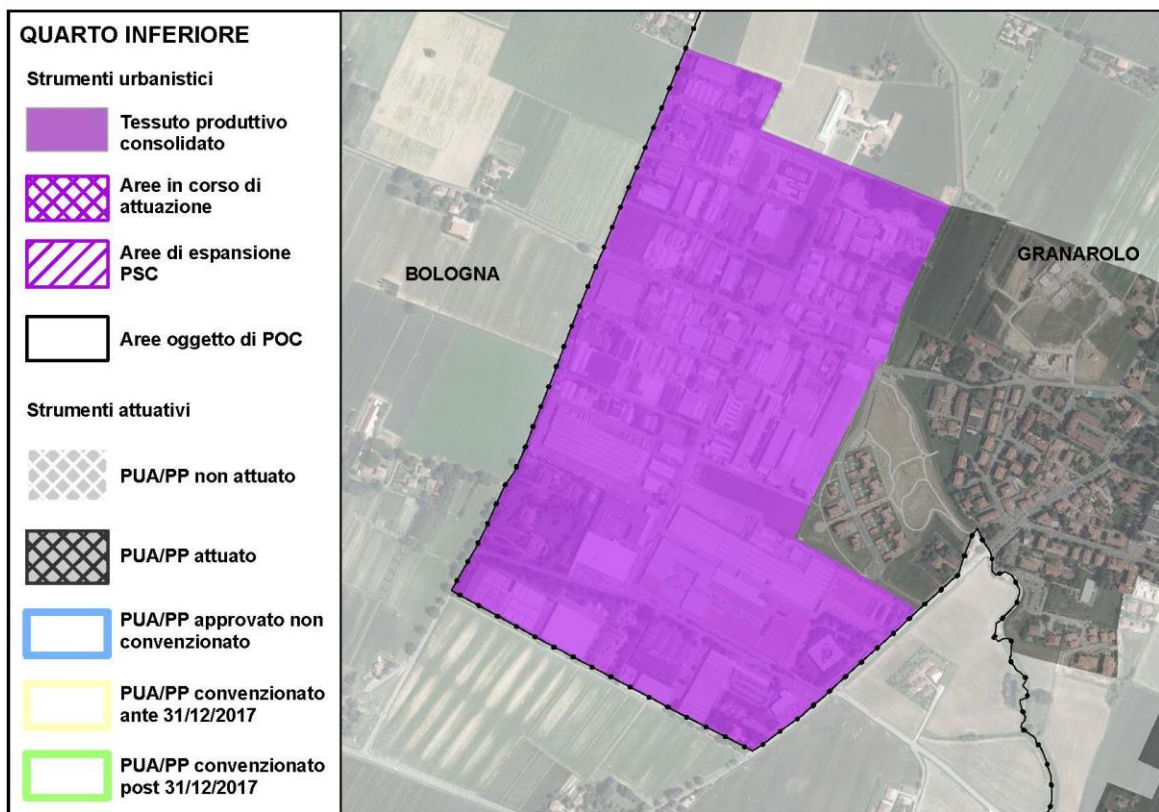 QUARTO INFERIORE
Strumenti urbanistici
Tessuto produttivo
consolidato
Aree in corso di
attuazione
Aree di espansione
PSC
Aree oggetto di POC
Strumenti attuativi
PUA/PP non attuato
PUA/PP attuato
PUA/PP approvato non
convenzionato
PUA/PP convenzionato
ante 31/12/2017
PUA/PP convenzionato
post 31/12/2017
BOLOGNA
GRANAROLO